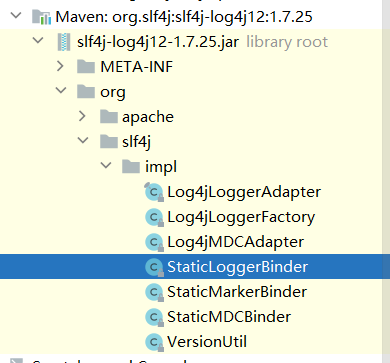 Maven: org.slf4j:slf4j-log4j12:1.7.25
slf4j-log4j12-1.7.25.jar library root
META-INF
org
apache
slf4j
impl
Log4jLoggerAdapter
Log4jLoggerFactory
Log4jMDCAdapter
StaticLoggerBinder
StaticMarkerBinder
StaticMDCBinder
VersionUtil